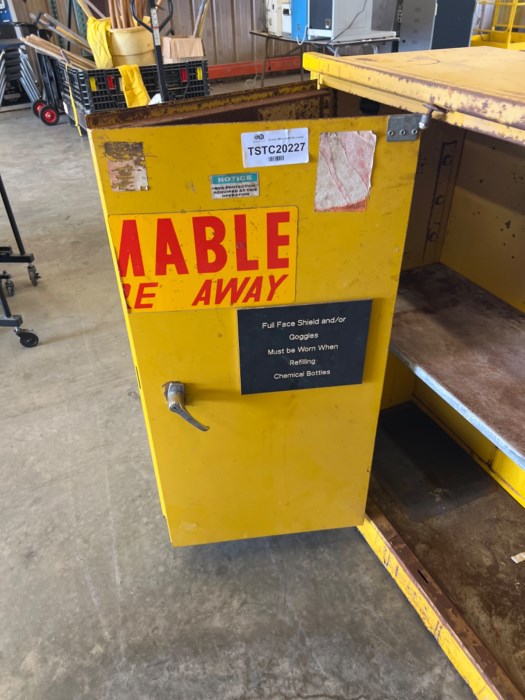 TSTC20227
NOTICE
MABLE
RE AWAY
Full Face Shield and/or
Goggles
Must be Worn When
Refilling
Chemical Bottles